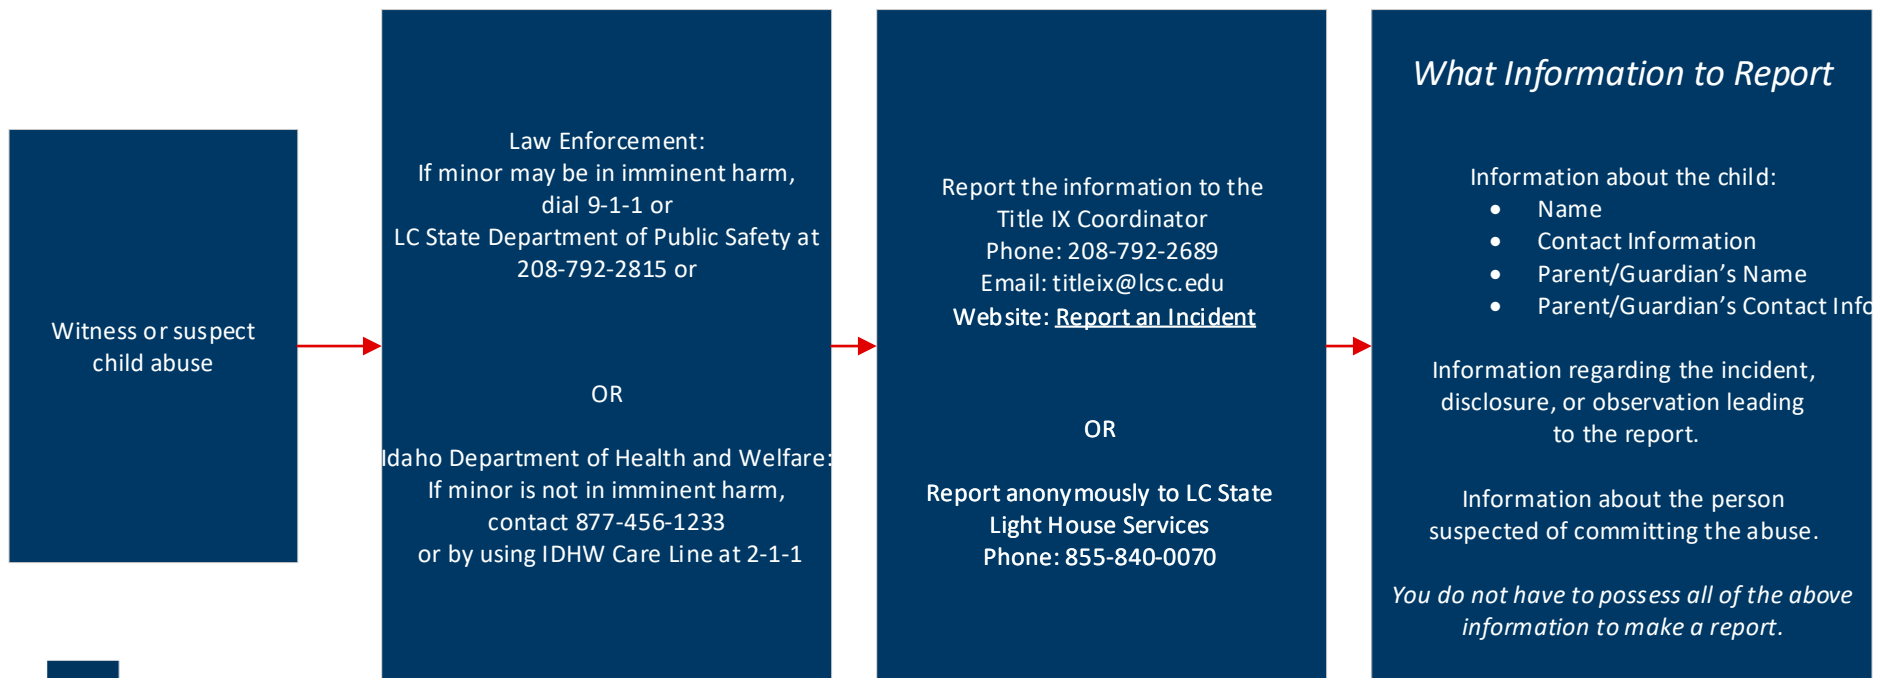 Witness or suspect
child abuse
Law Enforcement:
If minor may be in imminent harm,
dial 9-1-1 or
LC State Department of Public Safety at
208-792-2815 or
OR
Idaho Department of Health and Welfare:
If minor is not in imminent harm,
contact 877-456-1233
or by using IDHW Care Line at 2-1-1
Report the information to the
Title IX Coordinator
Phone: 208-792-2689
Email: titleix@lcsc.edu
Website: Report an Incident
OR
Report anonymously to LC State
Light House Services
Phone: 855-840-0070
What Information to Report
Information about the child:
• Name
• Contact Information
• Parent/Guardian’s Name
• Parent/Guardian’s Contact Info
Information regarding the incident,
disclosure, or observation leading
to the report.
Information about the person
suspected of committing the abuse.
You do not have to possess all of the above
information to make a report.